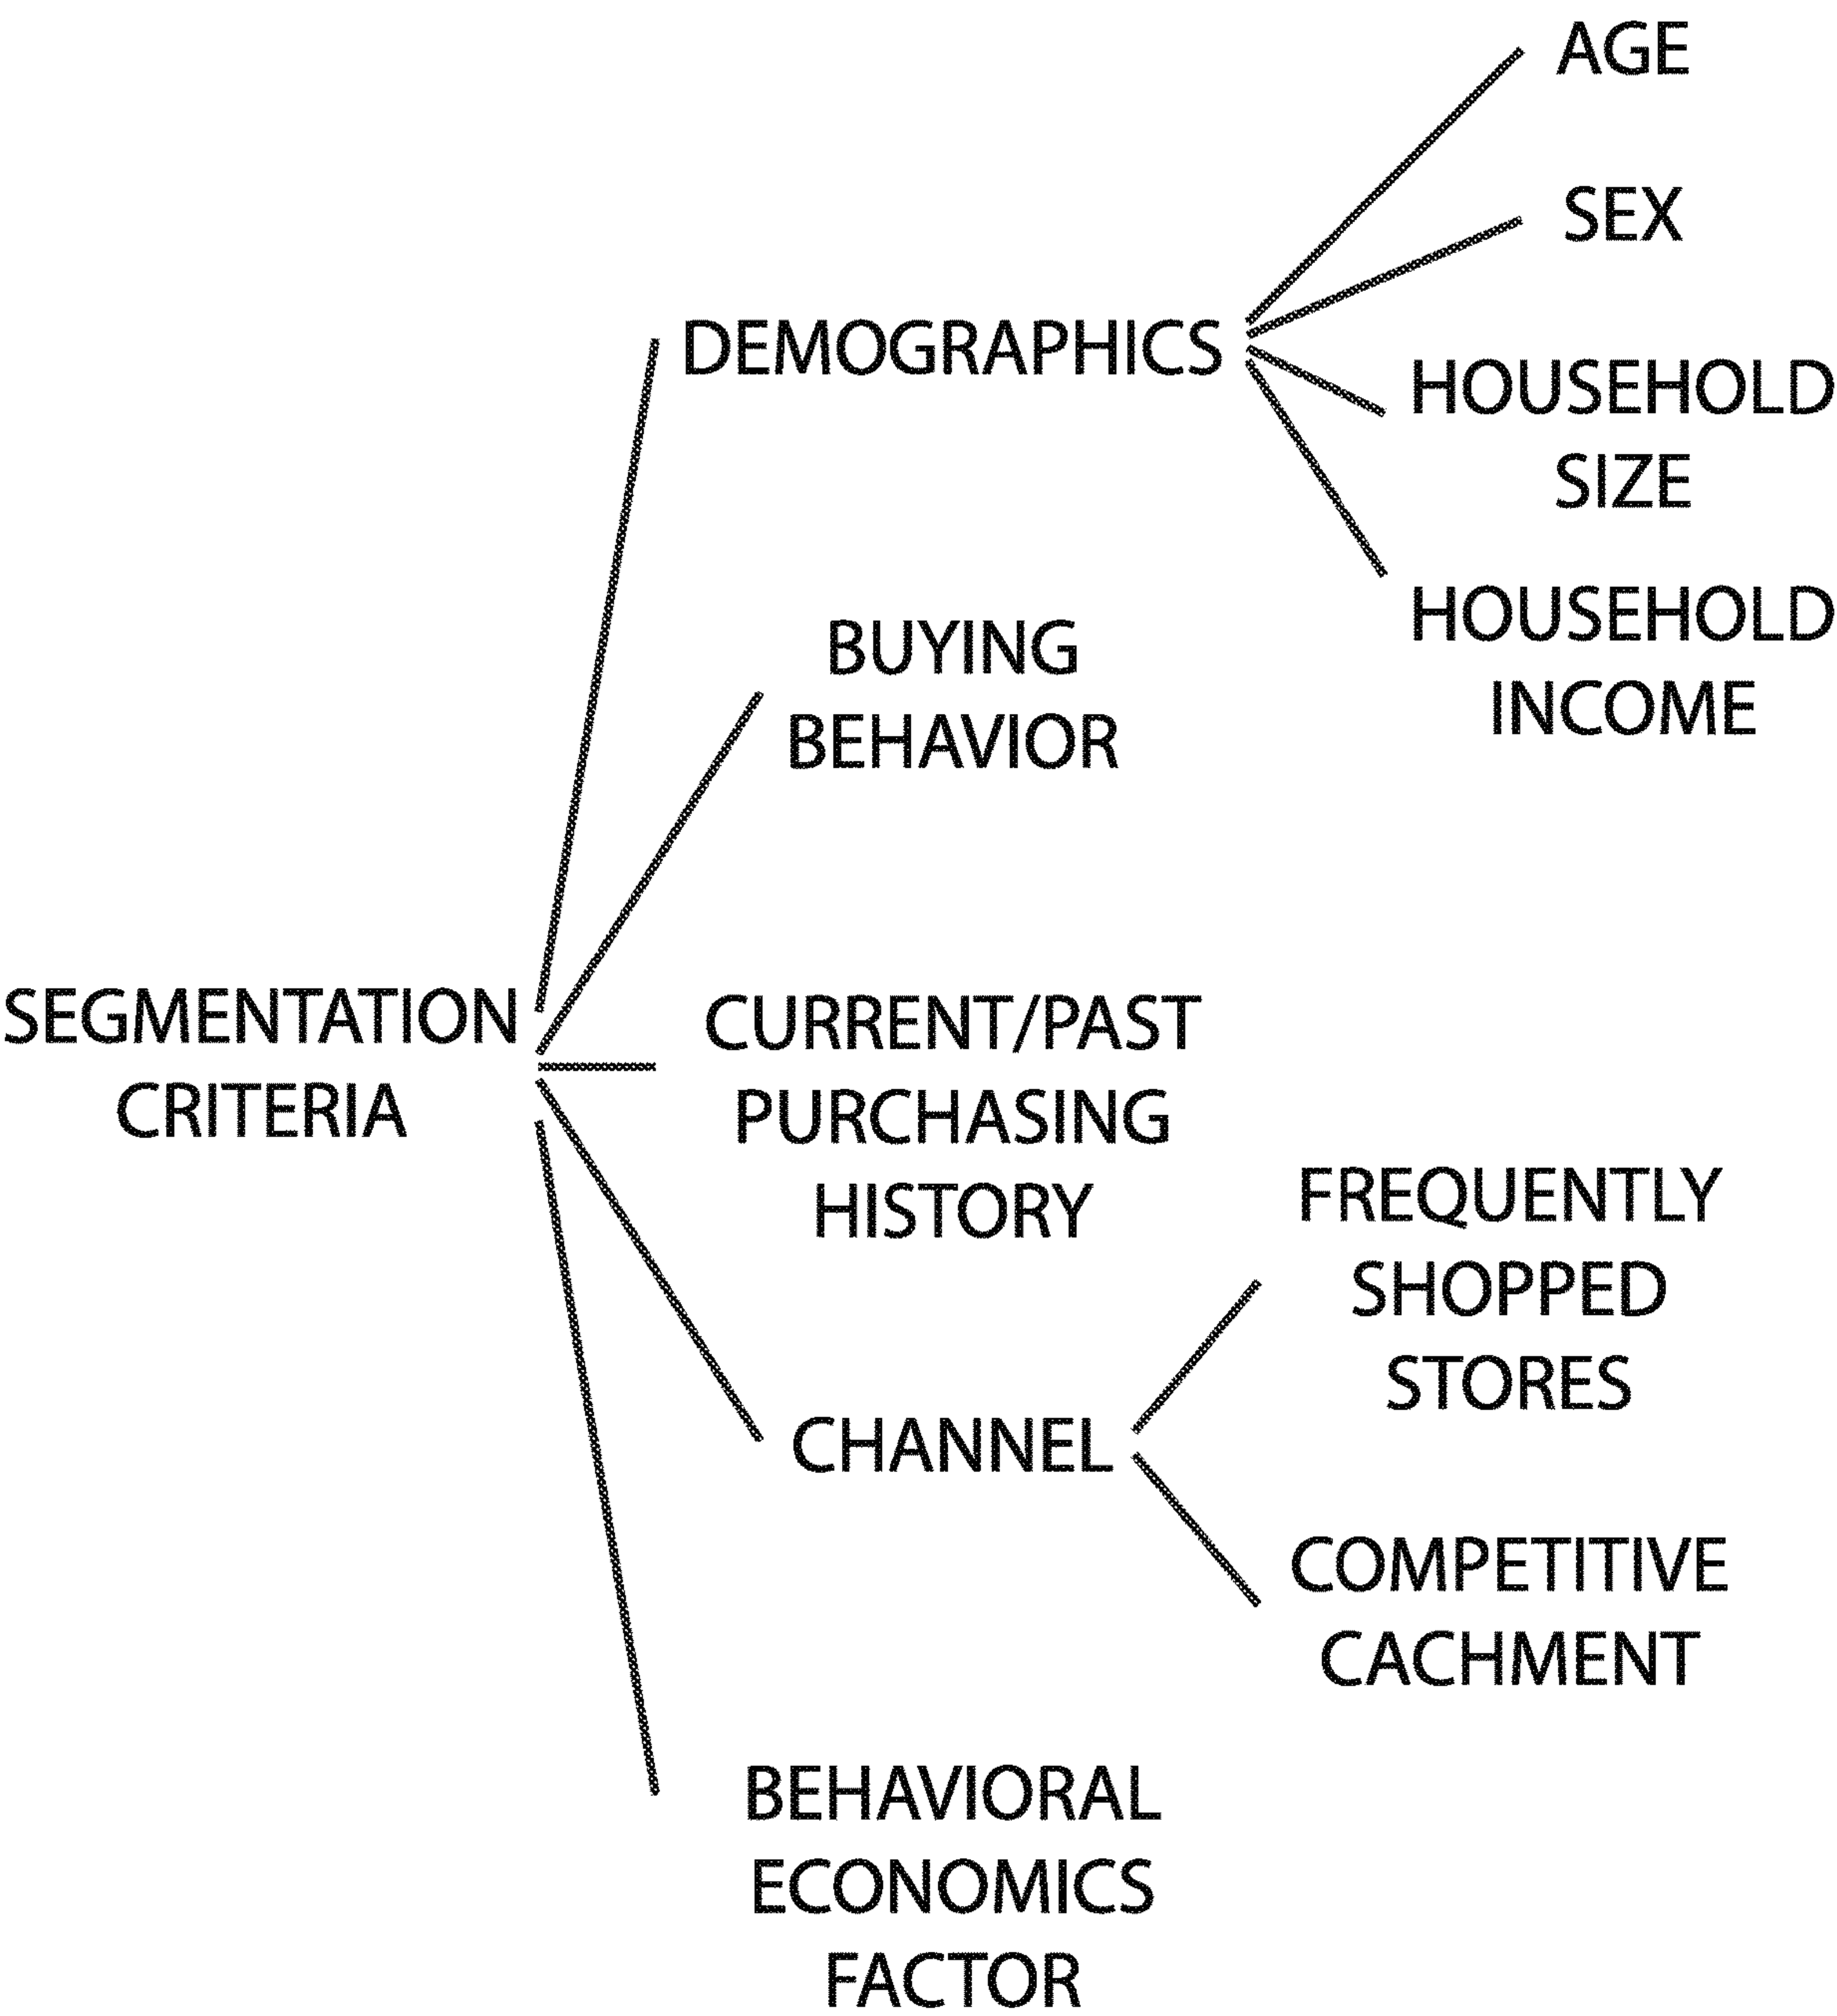 AGE
SEX
DEMOGRAPHICS
HOUSEHOLD
SIZE
HOUSEHOLD
INCOME
BUYING
BEHAVIOR
SEGMENTATION
CRITERIA
CURRENT/PAST
PURCHASING
HISTORY
FREQUENTLY
SHOPPED
STORES
CHANNEL
COMPETITIVE
CACHMENT
BEHAVIORAL
ECONOMICS
FACTOR